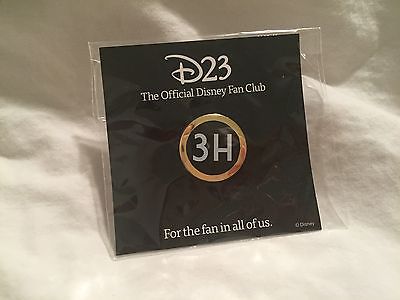 D23
The Official Disney Fan Club
3H
For the fan in all of us.
© Disney